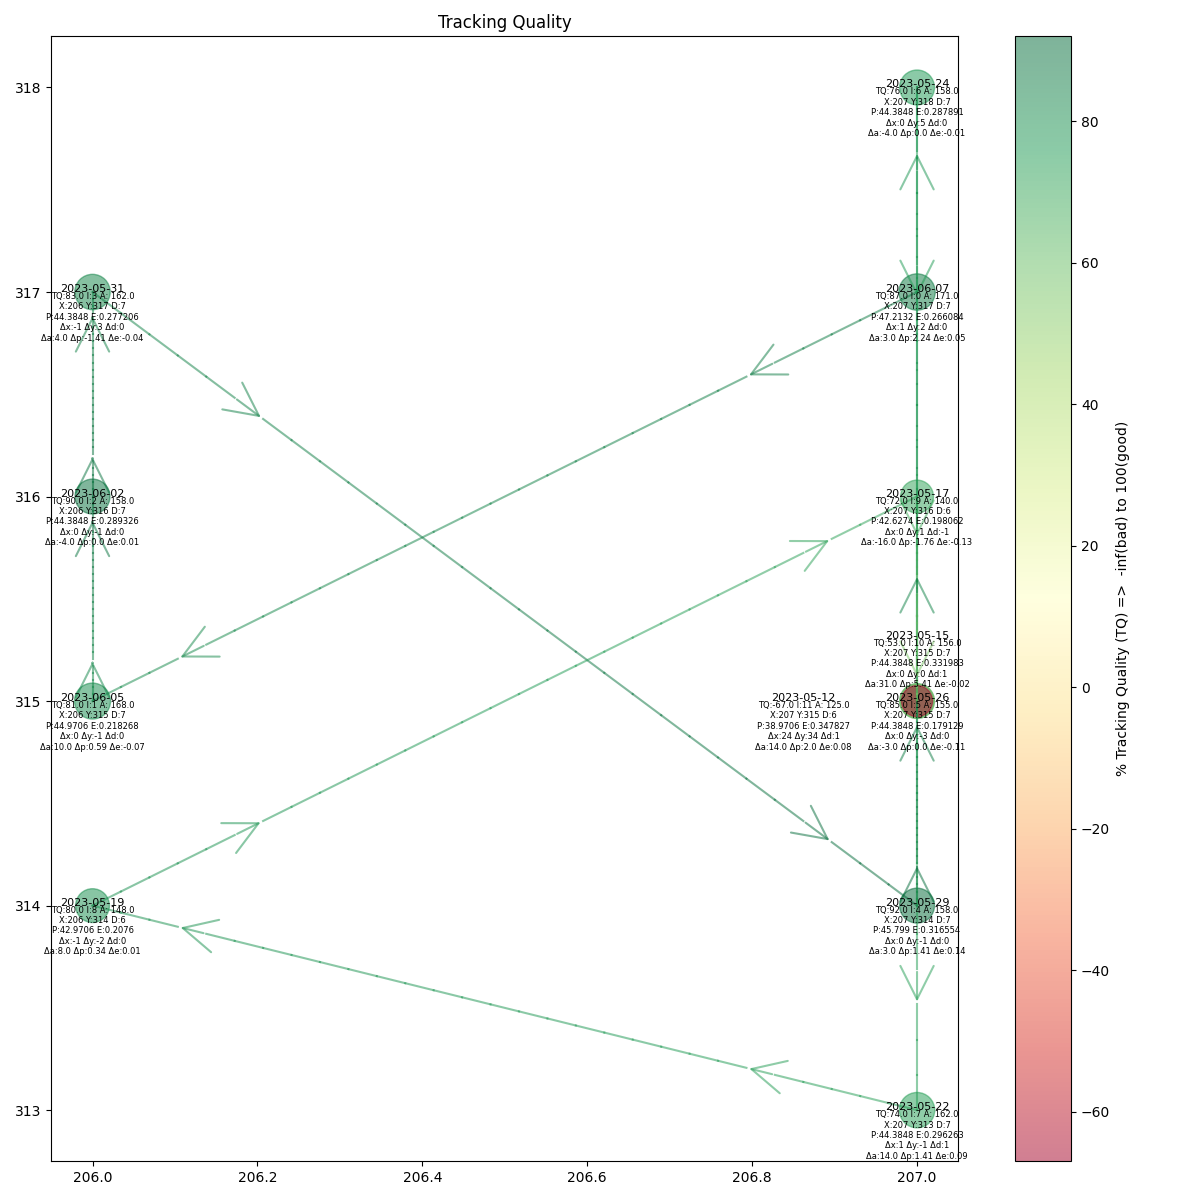 Tracking Quality
318
317
316
315
314
313
206.0
206.2
206.4
206.6
206.8
207.0
2023-05-24
TQ:76.0 I:6 A: 158.0
X:207 Y:318 D:7
P:44.3848 E:0.287891
Δx:0 Δy:5 Δd:0
Δa:-4.0 Δp:0.0 Δe:-0.01
2023-05-31
TQ:83.0 I:3 A: 162.0
X:206 Y:317 D:7
P:44.3848 E:0.277206
Δx:-1 Δy:3 Δd:0
Δa:4.0 Δp:-1.41 Δe:-0.04
2023-06-07
TQ:87.0 I:0 A: 171.0
X:207 Y:317 D:7
P:47.2132 E:0.266084
Δx:1 Δy:2 Δd:0
Δa:3.0 Δp:2.24 Δe:0.05
2023-06-02
TQ:90.0 I:2 A: 158.0
X:206 Y:316 D:7
P:44.3848 E:0.289326
Δx:0 Δy:-1 Δd:0
Δa:-4.0 Δp:0.0 Δe:0.01
2023-05-17
TQ:72.0 I:9 A: 140.0
X:207 Y:316 D:6
P:42.6274 E:0.198062
Δx:0 Δy:1 Δd:-1
Δa:-16.0 Δp:-1.76 Δe:-0.13
2023-05-15
TQ:53.0 I:10 A: 156.0
X:207 Y:315 D:7
P:44.3848 E:0.331983
Δx:0 Δy:0 Δd:1
Δa:31.0 Δp:5.41 Δe:-0.02
2023-06-05
TQ:81.0 I:1 A: 168.0
X:206 Y:315 D:7
P:44.9706 E:0.218268
Δx:0 Δy:-1 Δd:0
Δa:10.0 Δp:0.59 Δe:-0.07
2023-05-12
TQ:-67.0 I:11 A: 125.0
X:207 Y:315 D:6
P:38.9706 E:0.347827
Δx:24 Δy:34 Δd:1
Δa:14.0 Δp:2.0 Δe:0.08
2023-05-26
TQ:85.0 I:5 A: 155.0
X:207 Y:315 D:7
P:44.3848 E:0.179129
Δx:0 Δy:-3 Δd:0
Δa:-3.0 Δp:0.0 Δe:-0.11
2023-05-19
TQ:80.0 I:8 A: 148.0
X:206 Y:314 D:6
P:42.9706 E:0.2076
Δx:-1 Δy:-2 Δd:0
Δa:8.0 Δp:0.34 Δe:0.01
2023-05-29
TQ:92.0 I:4 A: 158.0
X:207 Y:314 D:7
P:45.799 E:0.316554
Δx:0 Δy:-1 Δd:0
Δa:3.0 Δp:1.41 Δe:0.14
2023-05-22
TQ:74.0 I:7 A: 162.0
X:207 Y:313 D:7
P:44.3848 E:0.296263
Δx:1 Δy:-1 Δd:1
Δa:14.0 Δp:1.41 Δe:0.09
80
60
40
20
0
−20
−40
−60
% Tracking Quality (TQ) => -inf(bad) to 100(good)